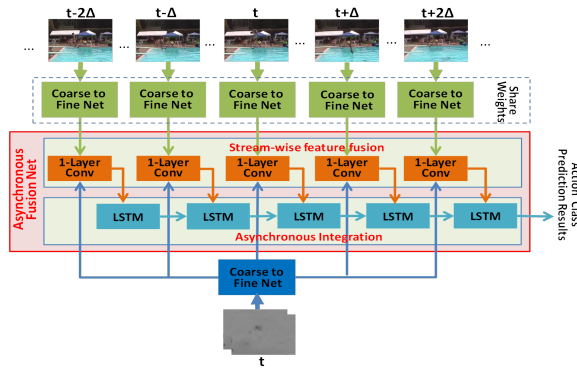 t-2Δ t-Δ t t+Δ t+2Δ
... ... ... ... ... ...
Coarse to Fine Net
Coarse to Fine Net
Coarse to Fine Net
Coarse to Fine Net
Coarse to Fine Net
Share Weights
Asynchronous Fusion Net
Stream-wise feature fusion
1-Layer Conv
1-Layer Conv
1-Layer Conv
1-Layer Conv
1-Layer Conv
LSTM LSTM LSTM LSTM LSTM
Asynchronous Integration
Action Class
Prediction Results
Coarse to
Fine Net
t